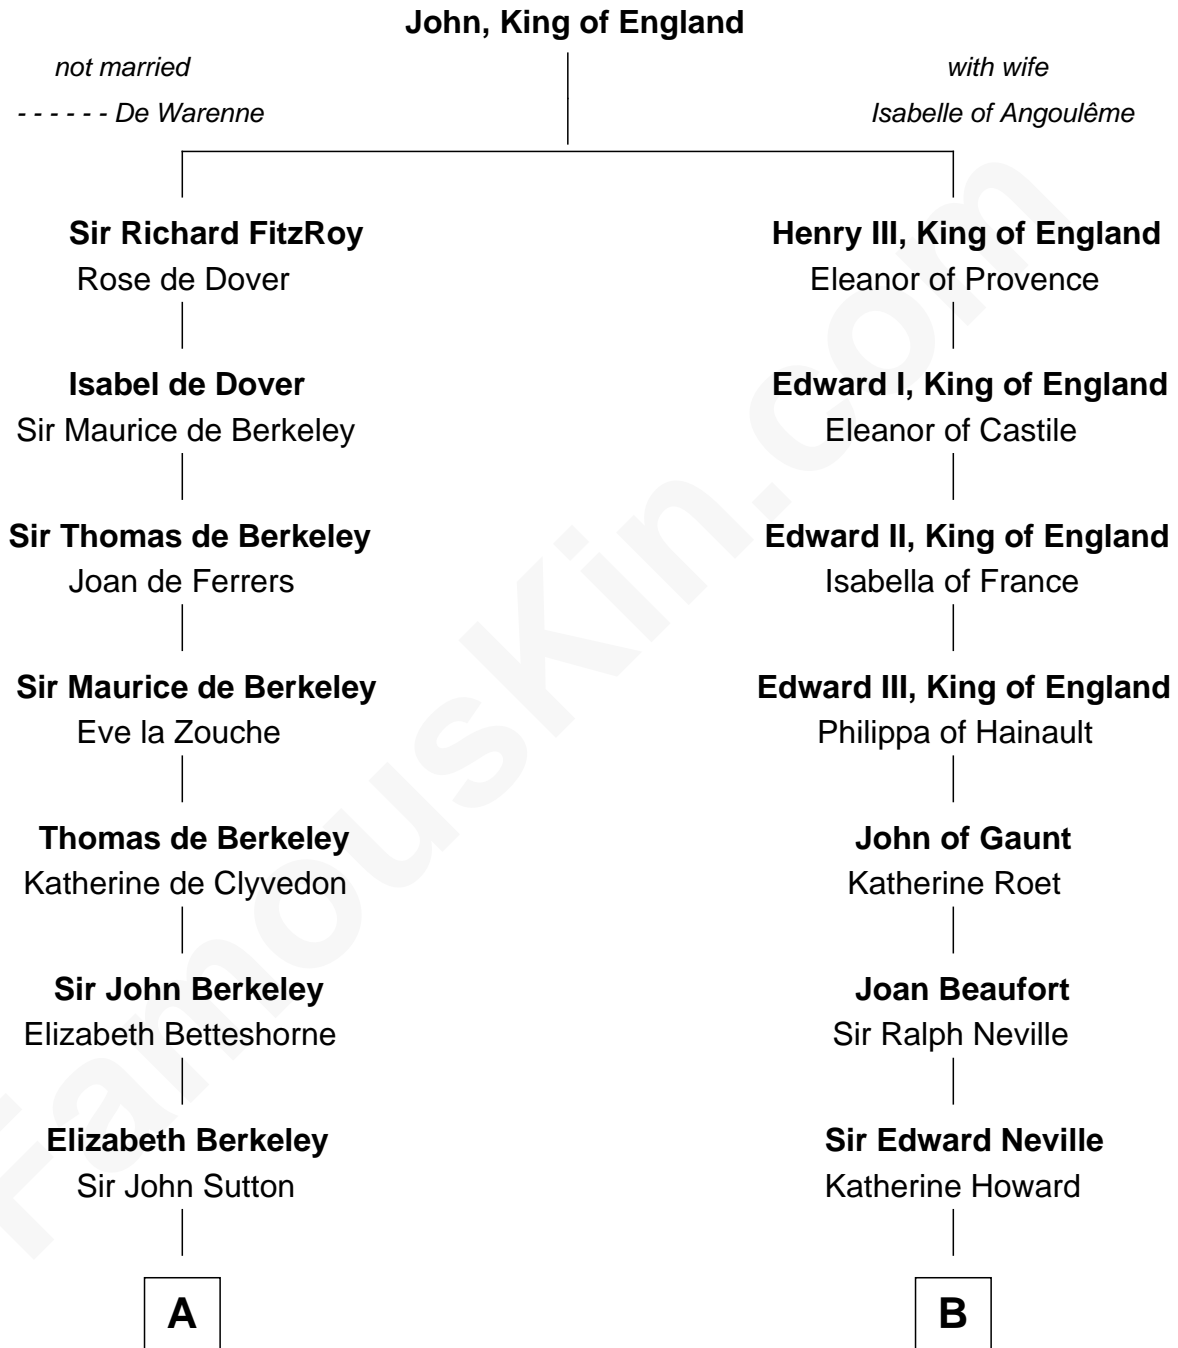 John, King of England
not married
with wife
- - - - - - De Warenne
Isabelle of Angoulême
Sir Richard FitzRoy
Rose de Dover
Henry III, King of England
Eleanor of Provence
Isabel de Dover
Sir Maurice de Berkeley
Edward I, King of England
Eleanor of Castile
Sir Thomas de Berkeley
Joan de Ferrers
Edward II, King of England
Isabella of France
Sir Maurice de Berkeley
Eve la Zouche
Edward III, King of England
Philippa of Hainault
Thomas de Berkeley
Katherine de Clyvedon
John of Gaunt
Katherine Roet
Sir John Berkeley
Elizabeth Betteshorne
Joan Beaufort
Sir Ralph Neville
Elizabeth Berkeley
Sir John Sutton
Sir Edward Neville
Katherine Howard
A
B
FamousKin.com